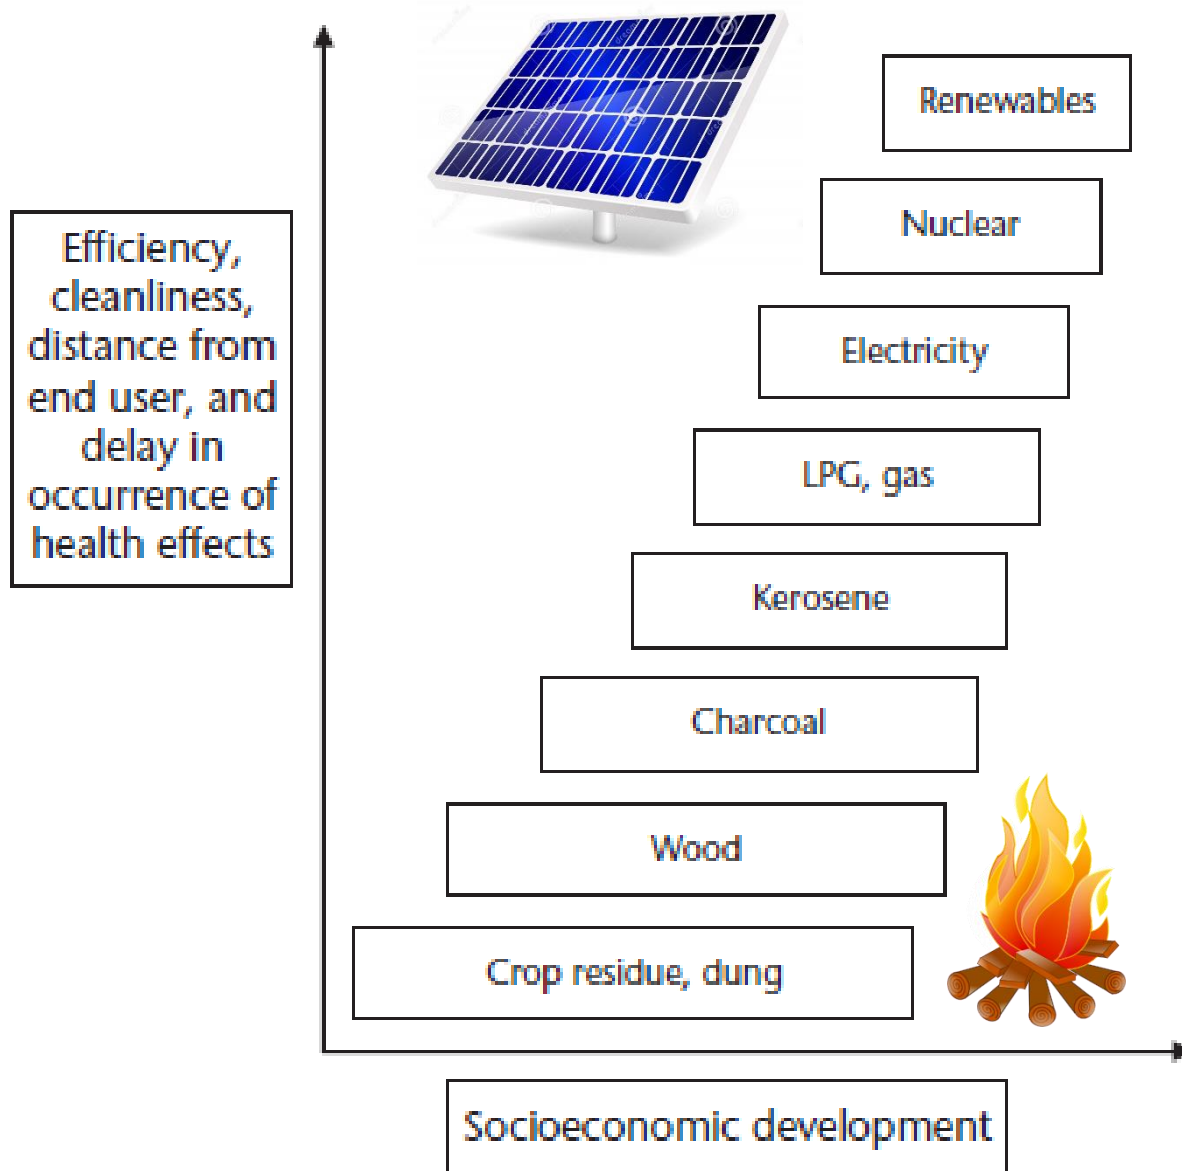 Renewables
Nuclear
Efficiency,
cleanliness,
distance from
end user, and
delay in
occurrence of
health effects
Electricity
LPG, gas
Kerosene
Charcoal
Wood
Crop residue, dung
Socioeconomic development